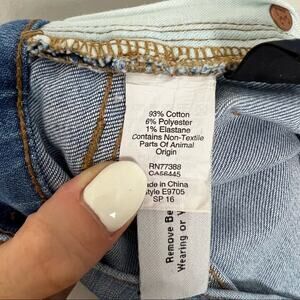 93% Cotton
6% Polyester
1% Elastane
Contains Non-Textile
Parts Of Animal
Origin
RN77388
CA56445
Made in China
Style E9705
SP 16
Remove Be
Wearing or